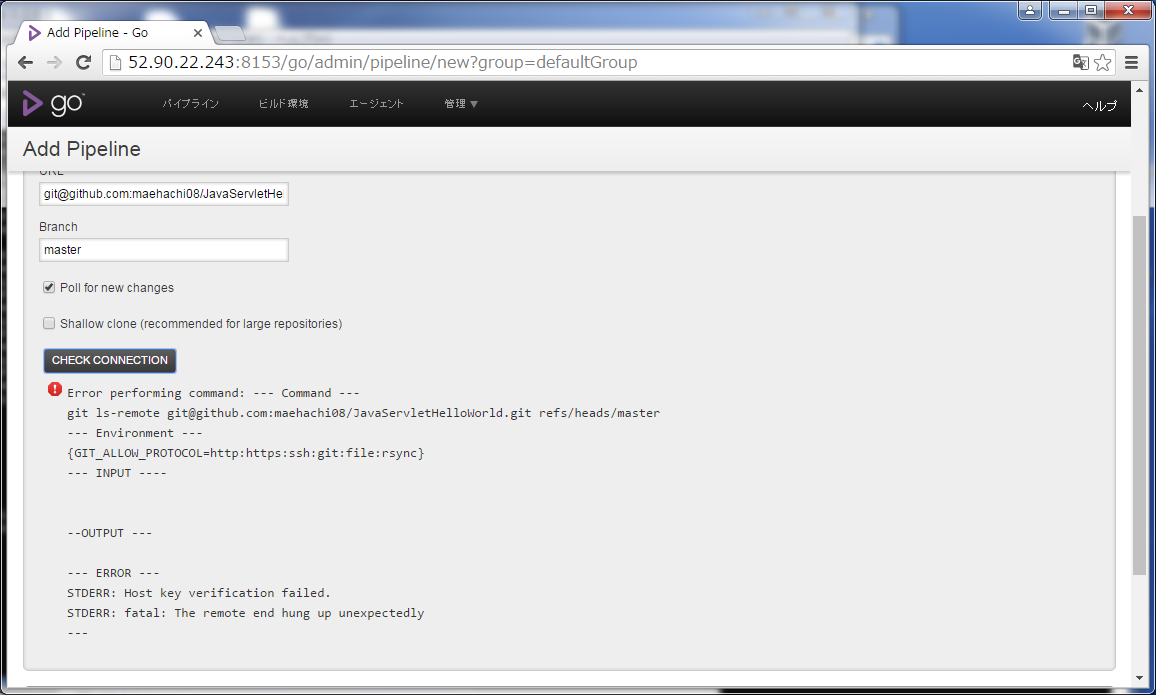 Add Pipeline - Go
52.90.22.243:8153/go/admin/pipeline/new?group=defaultGroup
go パイプライン ビルド環境 エージェント 管理 ▼ ヘルプ
Add Pipeline
URL
git@github.com:maehachi08/JavaServletHe
Branch
master
Poll for new changes
Shallow clone (recommended for large repositories)
CHECK CONNECTION
Error performing command: --- Command ---
git ls-remote git@github.com:maehachi08/JavaServletHelloWorld.git refs/heads/master
--- Environment ---
{GIT_ALLOW_PROTOCOL=http:https:ssh:git:file:rsync}
--- INPUT ----
--OUTPUT ---
--- ERROR ---
STDERR: Host key verification failed.
STDERR: fatal: The remote end hung up unexpectedly
---